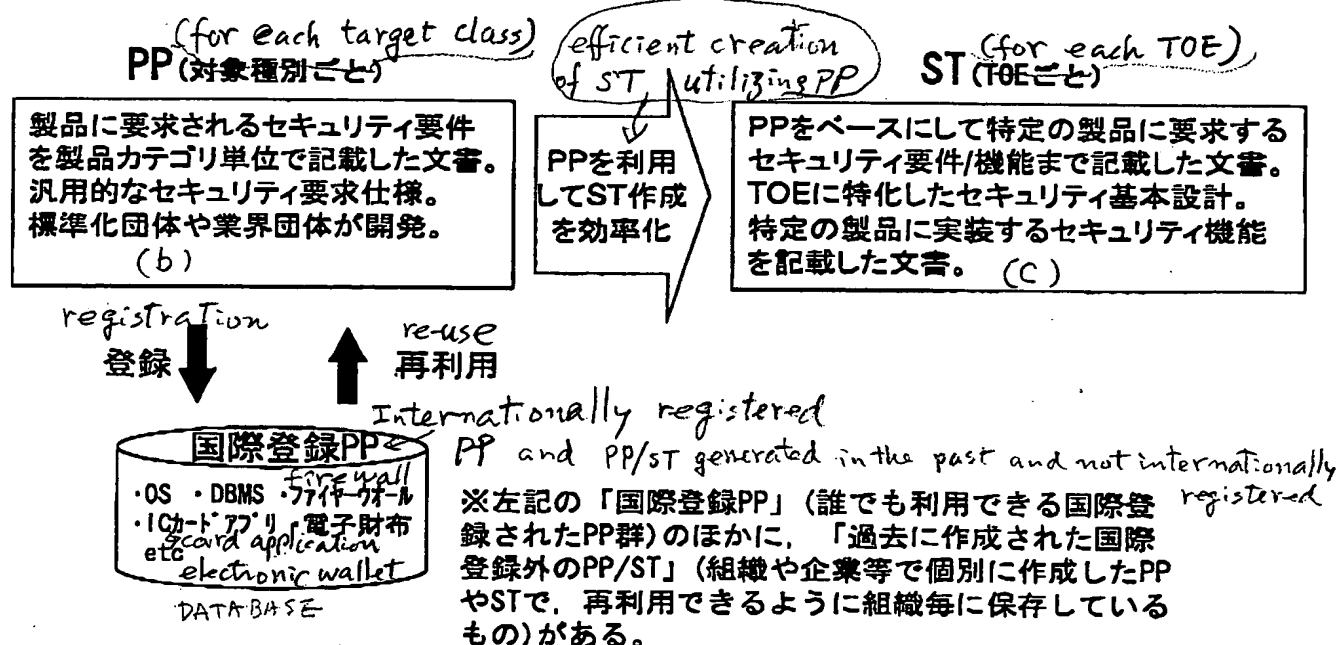 (for each target class)
PP(対象種別ごと)
efficient creation
of ST utilizing PP
(for each TOE)
ST(TOEごと)
製品に要求されるセキュリティ要件
を製品カテゴリ単位で記載した文書。
汎用的なセキュリティ要求仕様。
標準化団体や業界団体が開発。
(b)
PPを利用
してST作成
を効率化
PPをベースにして特定の製品に要求する
セキュリティ要件/機能まで記載した文書。
TOEに特化したセキュリティ基本設計。
特定の製品に実装するセキュリティ機能
を記載した文書。 (C)
registration
登録
re-use
再利用
Internationally registered
国際登録PP
PP and PP/ST generated in the past and not internationally
registered
firewall
・OS ・DBMS ・ファイヤーウオール
・ICカードアプリ ・電子財布
etc card application
electronic wallet
DATABASE
※左記の「国際登録PP」(誰でも利用できる国際登
録されたPP群)のほかに,「過去に作成された国際
登録外のPP/ST」(組織や企業等で個別に作成したPP
やSTで,再利用できるように組織毎に保存している
もの)がある。